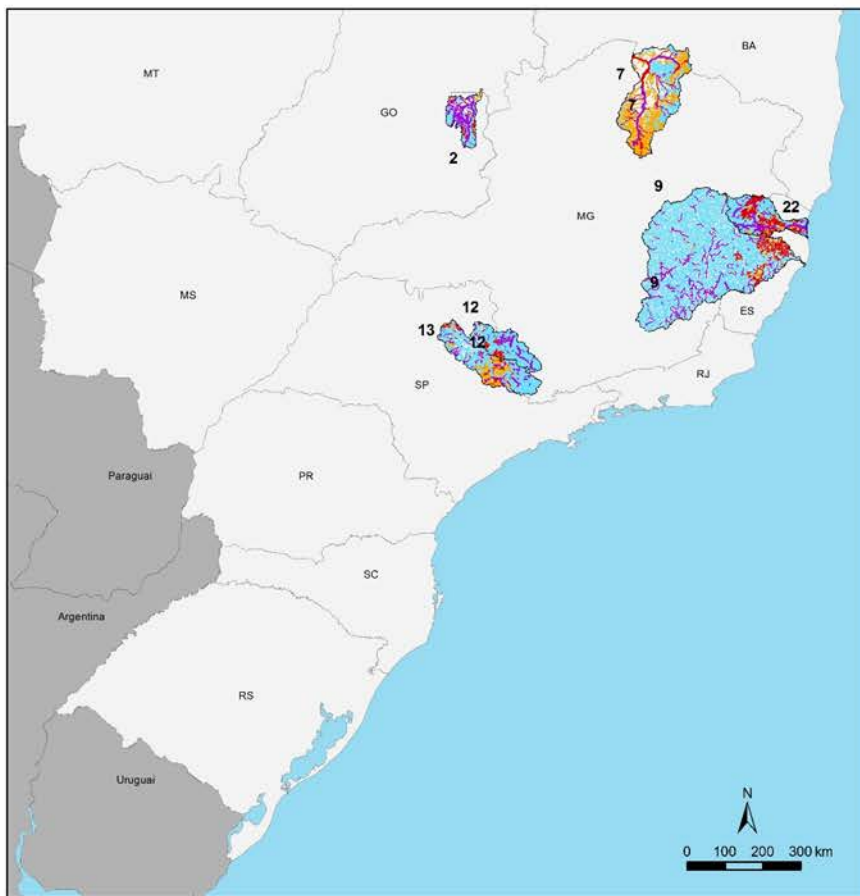 BA
MT
7
GO
7
2
9
22
MG
9
MS
ES
12
13
12
RJ
SP
Paraguai
PR
SC
Argentina
RS
Uruguai
N
0 100 200 300 km